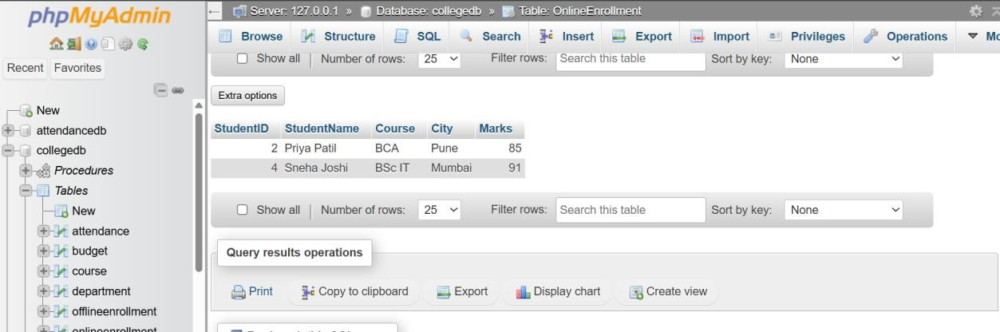 phpMyAdmin
Recent Favorites
New
attendancedb
collegedb
Procedures
Tables
New
attendance
budget
course
department
offlineenrollment
onlineenrollment
Server: 127.0.0.1 » Database: collegedb » Table: OnlineEnrollment
Browse Structure SQL Search Insert Export Import Privileges Operations Mo
Show all Number of rows: 25 Filter rows: Search this table Sort by key: None
Extra options
StudentID StudentName Course City Marks
2 Priya Patil BCA Pune 85
4 Sneha Joshi BSc IT Mumbai 91
Show all Number of rows: 25 Filter rows: Search this table Sort by key: None
Query results operations
Print Copy to clipboard Export Display chart Create view